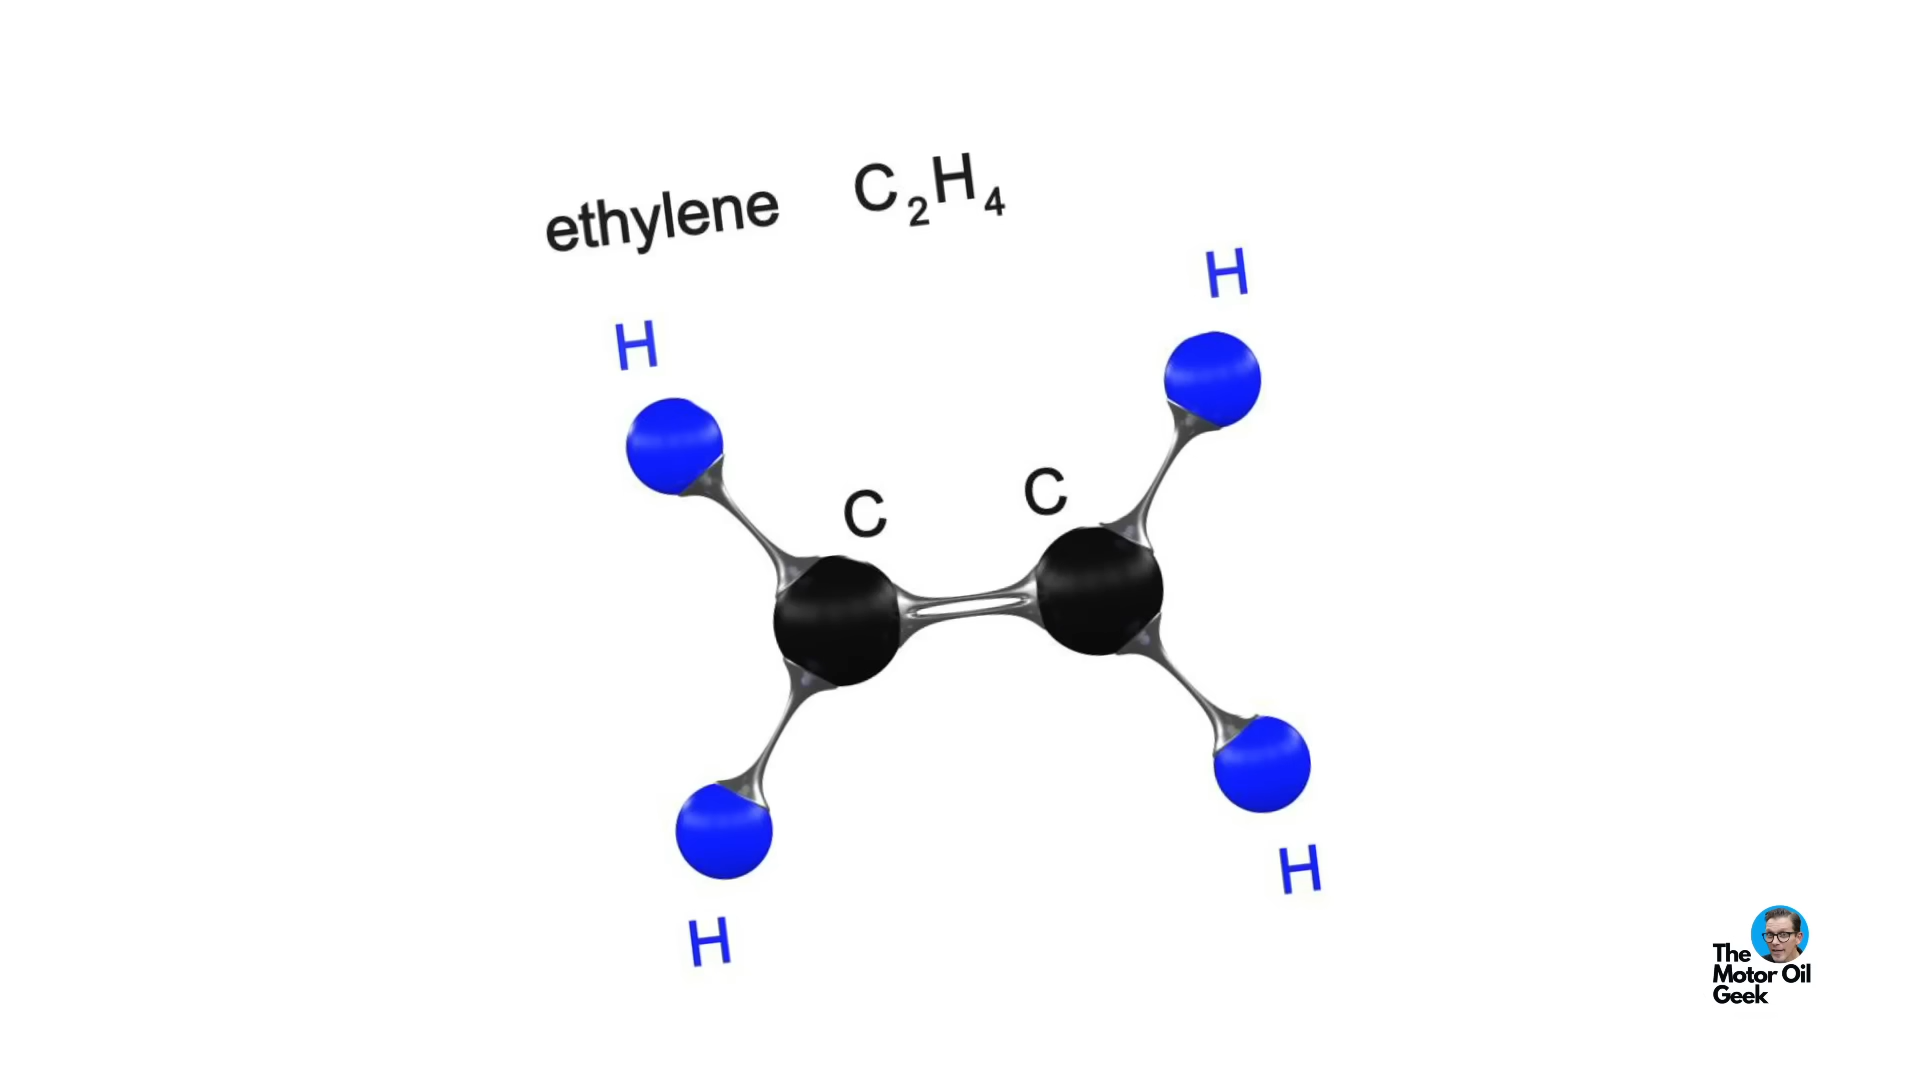 ethylene C₂H₄
H
H
C
C
H
H
The
Motor Oil
Geek